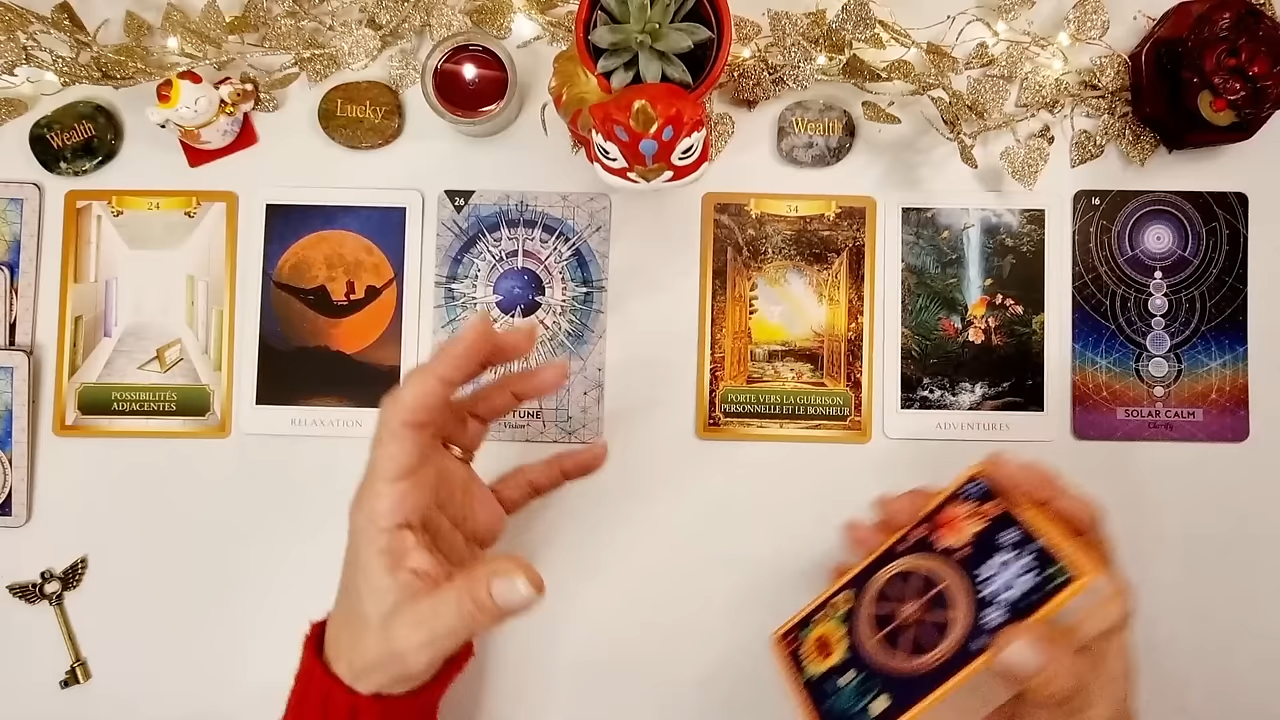 Wealth
Lucky
Wealth
24
POSSIBILITÉS
ADJACENTES
RELAXATION
26
TUNE
Vision
34
PORTE VERS LA GUÉRISON
PERSONNELLE ET LE BONHEUR
ADVENTURES
16
SOLAR CALM
Clarify